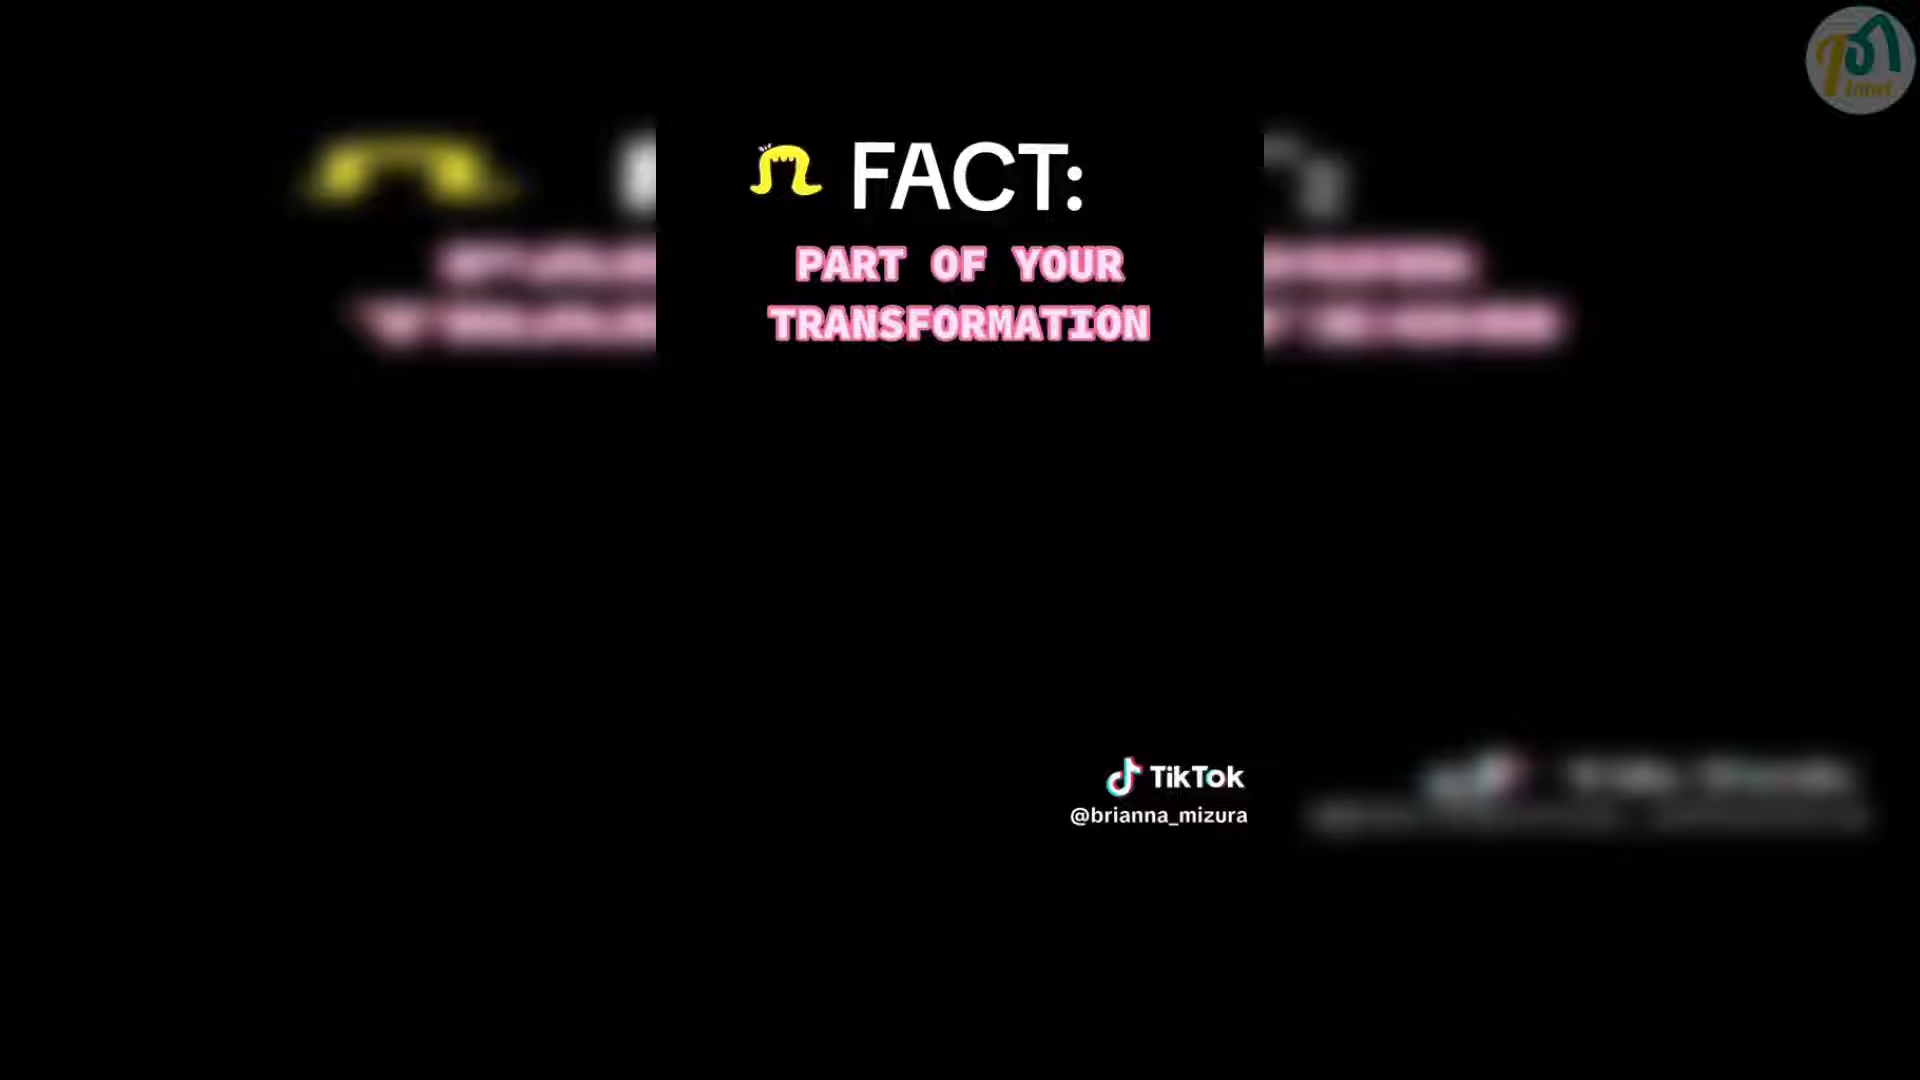 FACT:
PART OF YOUR
TRANSFORMATION
TikTok
@brianna_mizura